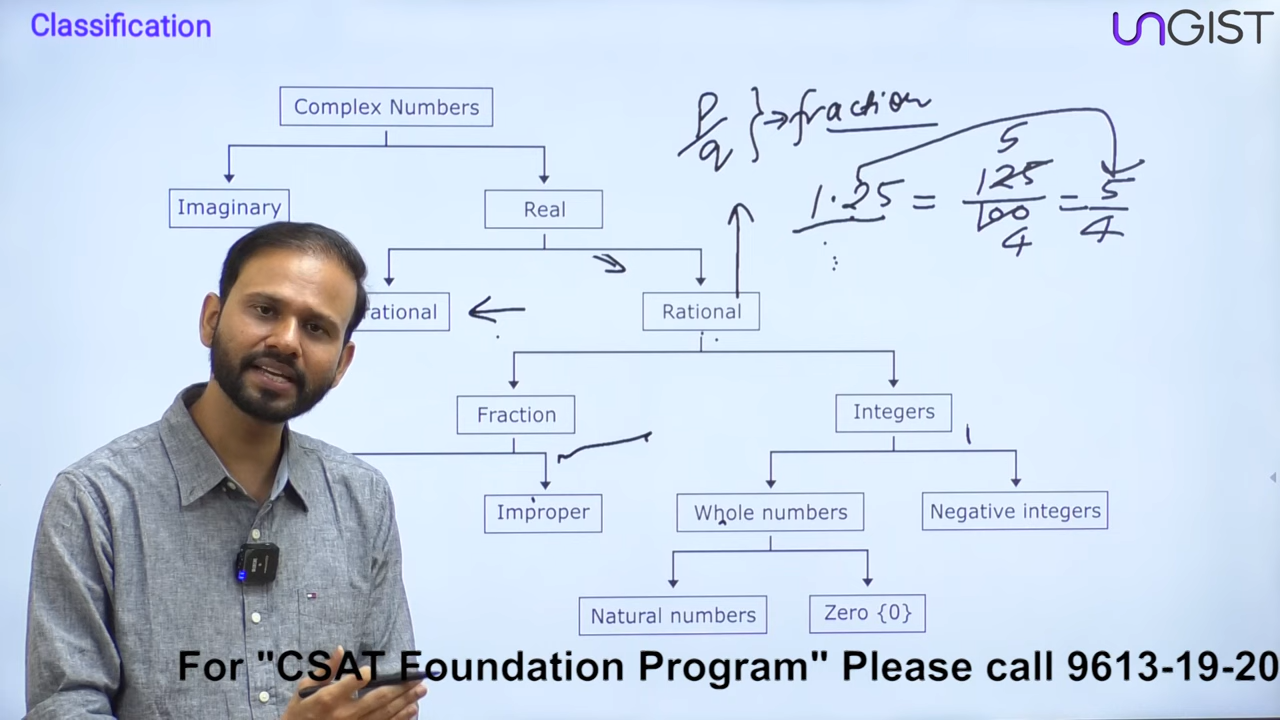 Classification
UnGIST
Complex Numbers
P/q } → fraction
5
1.25 = 125/100 = 5/4
4
Imaginary
Real
rational
Rational
Fraction
Integers
Improper
Whole numbers
Negative integers
Natural numbers
Zero {0}
For "CSAT Foundation Program" Please call 9613-19-20